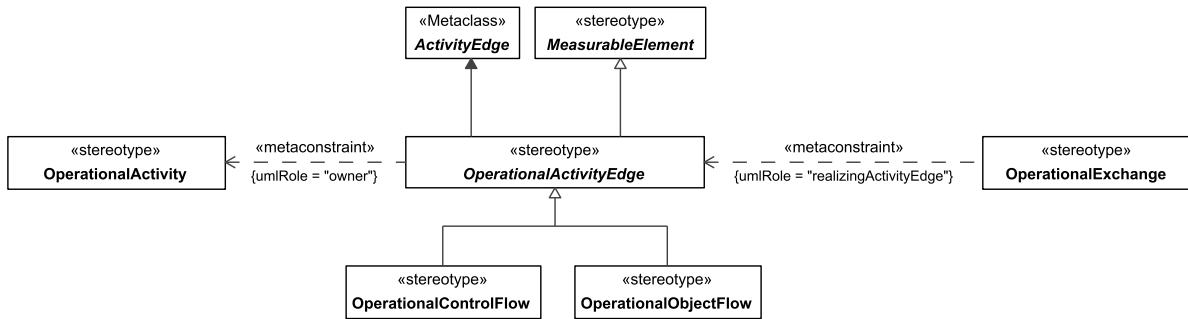 «Metaclass»
ActivityEdge
«stereotype»
MeasurableElement
«stereotype»
OperationalActivity
«metaconstraint»
{umlRole = "owner"}
«stereotype»
OperationalActivityEdge
«metaconstraint»
{umlRole = "realizingActivityEdge"}
«stereotype»
OperationalExchange
«stereotype»
OperationalControlFlow
«stereotype»
OperationalObjectFlow